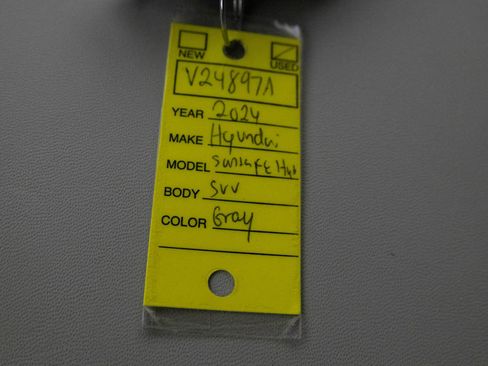 NEW USED
V24897A
YEAR 2024
MAKE Hyundai
MODEL Santa FE Hyb
BODY SUV
COLOR Gray